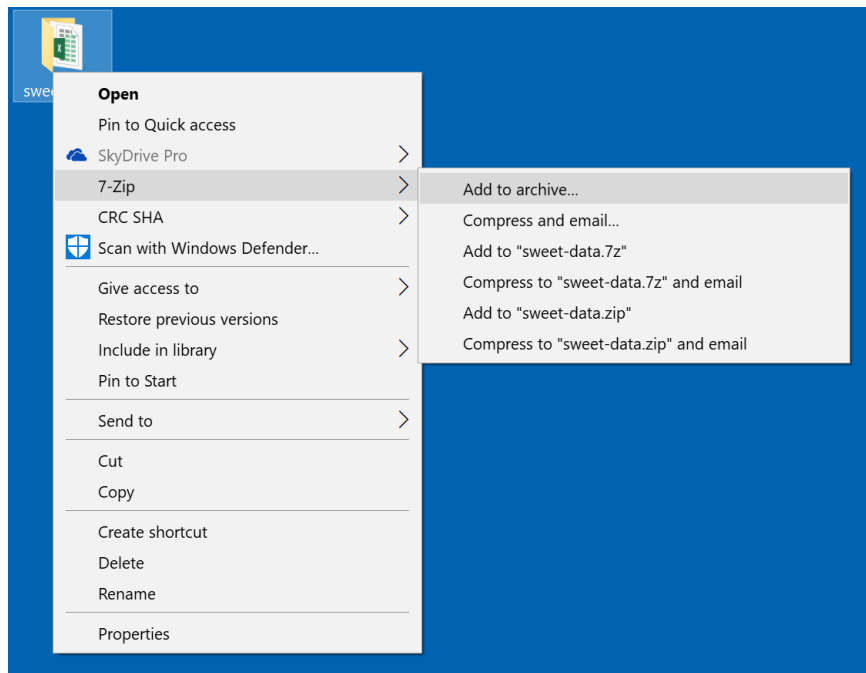 swee
Open
Pin to Quick access
SkyDrive Pro
7-Zip
CRC SHA
Scan with Windows Defender...
Give access to
Restore previous versions
Include in library
Pin to Start
Send to
Cut
Copy
Create shortcut
Delete
Rename
Properties
Add to archive...
Compress and email...
Add to "sweet-data.7z"
Compress to "sweet-data.7z" and email
Add to "sweet-data.zip"
Compress to "sweet-data.zip" and email